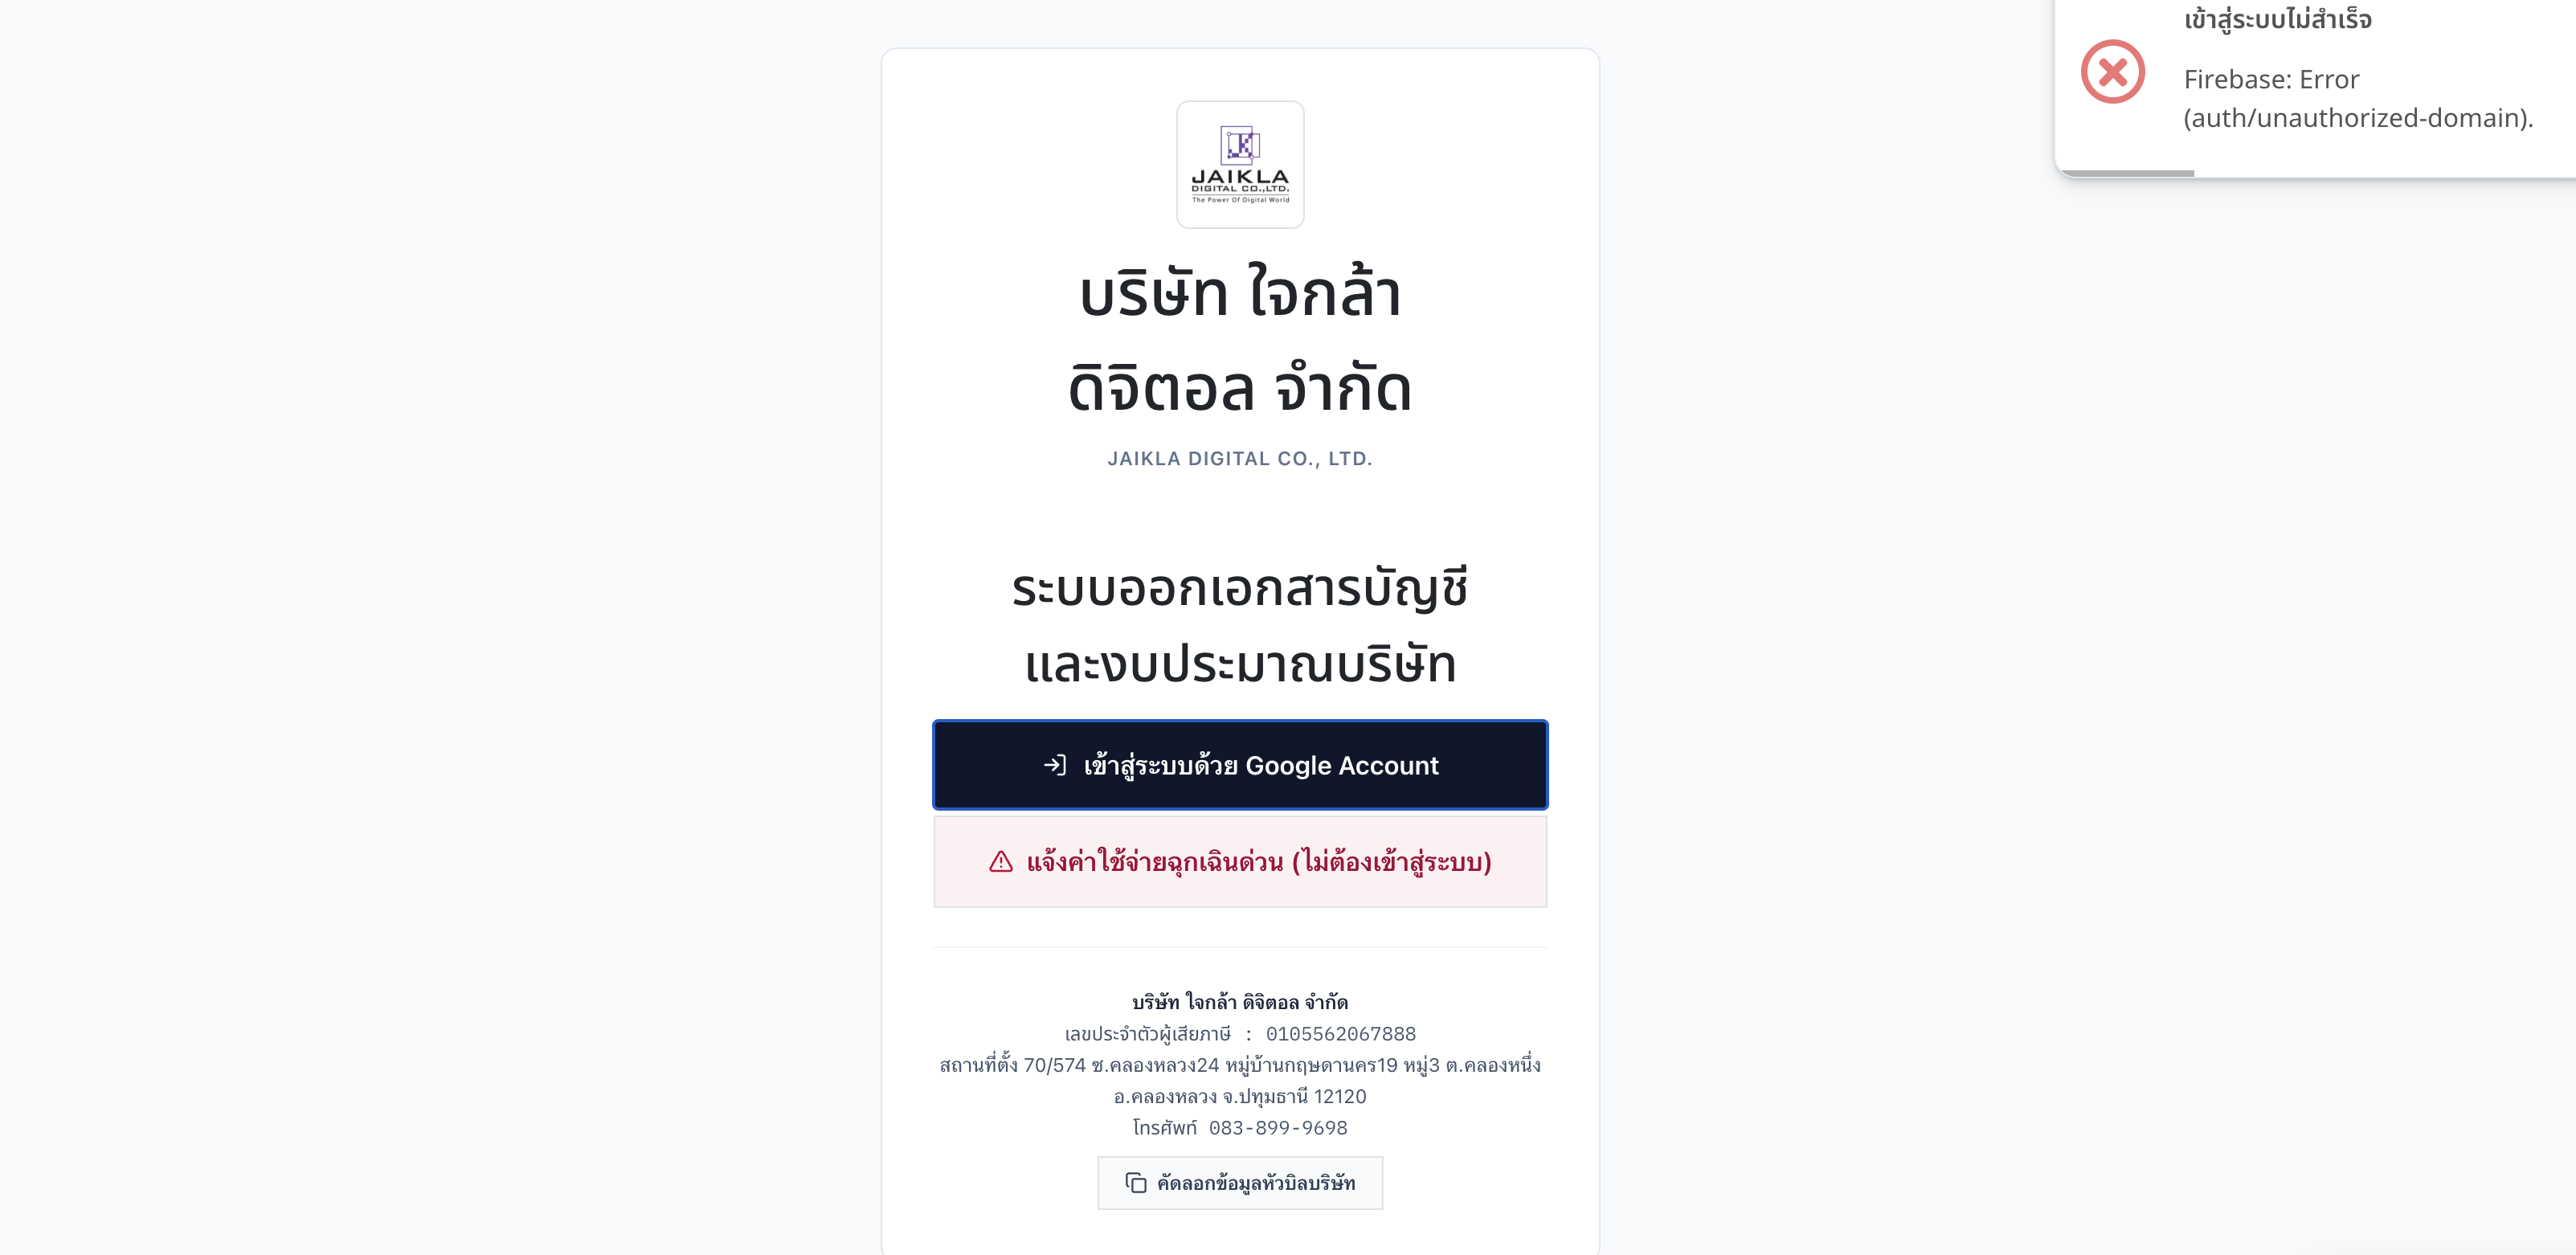 เข้าสู่ระบบไม่สำเร็จ
Firebase: Error
(auth/unauthorized-domain).
JAIKLA
DIGITAL CO.,LTD.
The Power Of Digital World
บริษัท ใจกล้า
ดิจิตอล จำกัด
JAIKLA DIGITAL CO., LTD.
ระบบออกเอกสารบัญชี
และงบประมาณบริษัท
เข้าสู่ระบบด้วย Google Account
แจ้งค่าใช้จ่ายฉุกเฉินด่วน (ไม่ต้องเข้าสู่ระบบ)
บริษัท ใจกล้า ดิจิตอล จำกัด
เลขประจำตัวผู้เสียภาษี : 0105562067888
สถานที่ตั้ง 70/574 ซ.คลองหลวง24 หมู่บ้านกฤษดานคร19 หมู่3 ต.คลองหนึ่ง
อ.คลองหลวง จ.ปทุมธานี 12120
โทรศัพท์ 083-899-9698
คัดลอกข้อมูลหัวบิลบริษัท